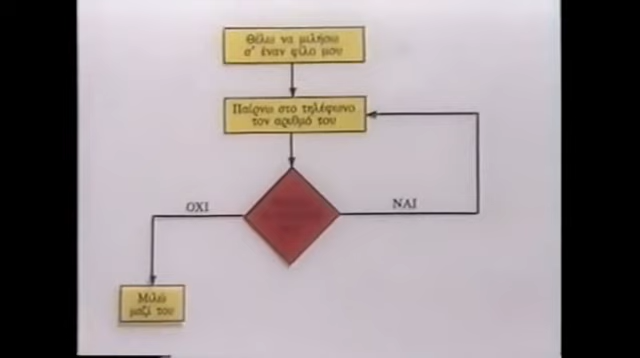 Θέλω να μιλήσω
σ' έναν φίλο μου
Παίρνω στο τηλέφωνο
τον αριθμό του
ΟΧΙ
ΝΑΙ
Μιλώ
μαζί του